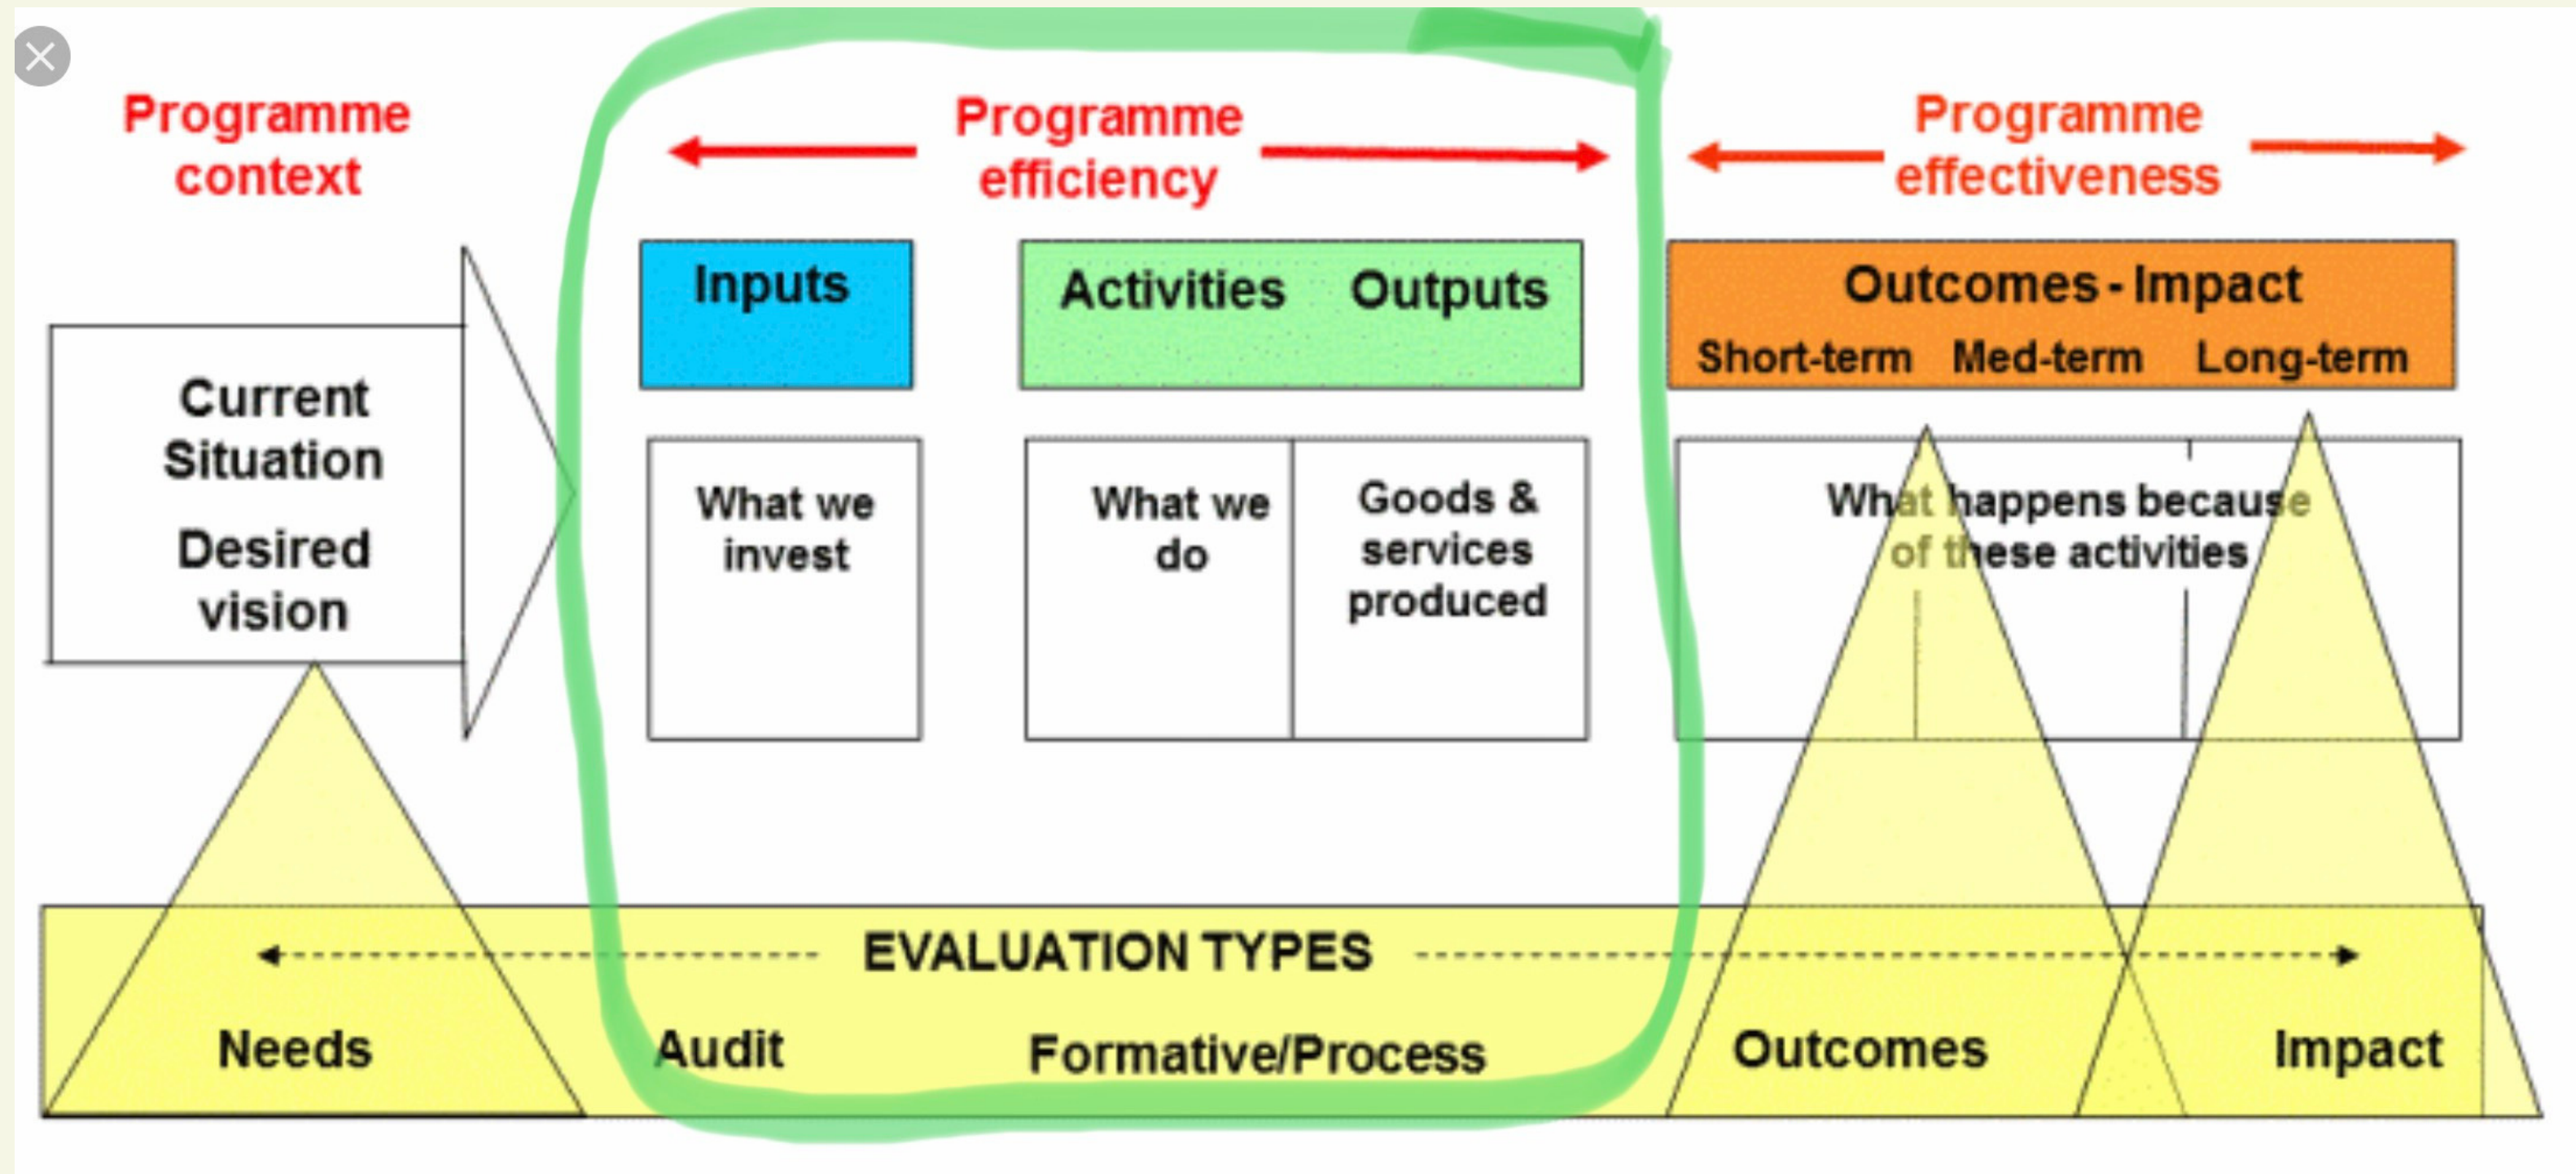 Programme
context
Programme
efficiency
Programme
effectiveness
Inputs
Activities Outputs
Outcomes - Impact
Short-term Med-term Long-term
Current
Situation
Desired
vision
What we
invest
What we
do
Goods &
services
produced
What happens because
of these activities
EVALUATION TYPES
Needs
Audit
Formative/Process
Outcomes
Impact